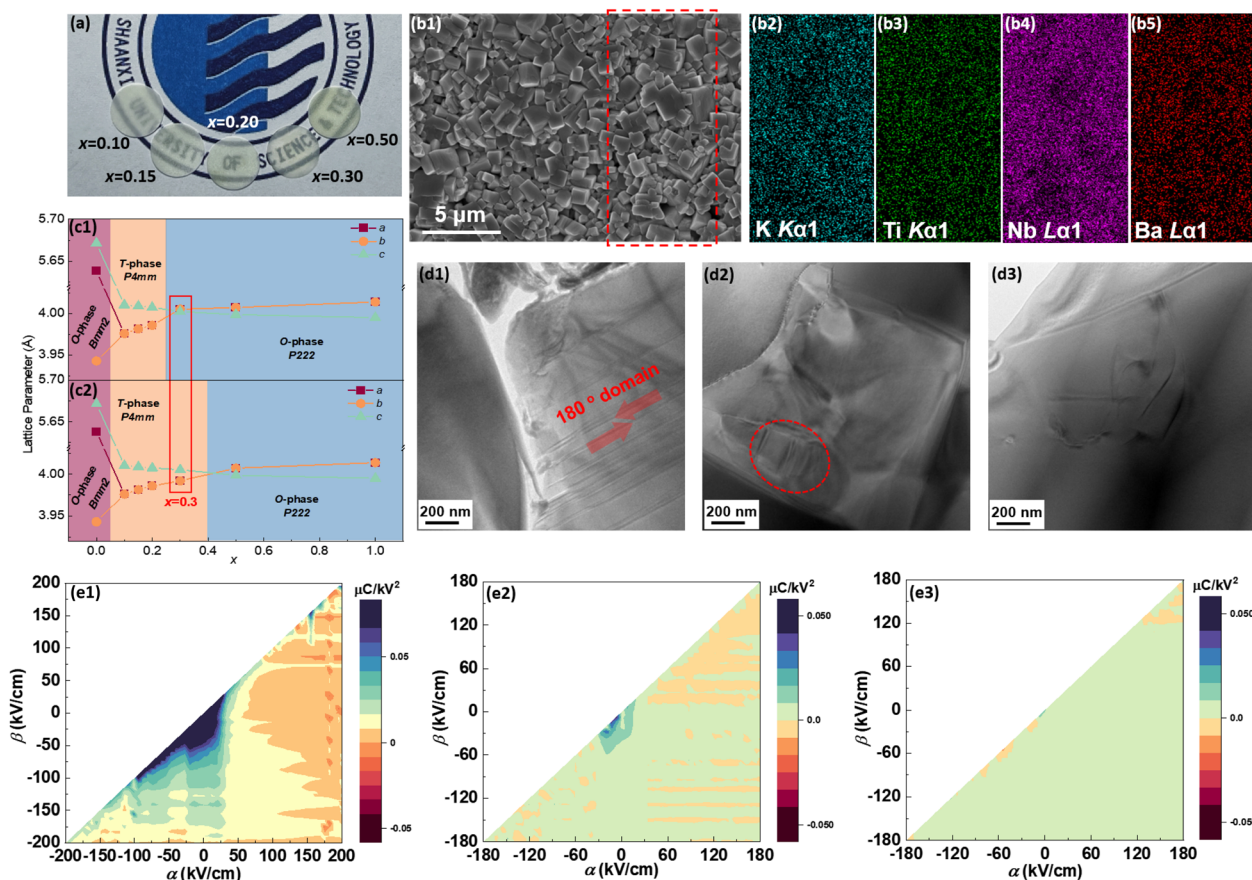 (a)
SHAANXI UNIVERSITY OF SCIENCE & TECHNOLOGY
x=0.10
x=0.15
x=0.20
x=0.30
x=0.50
(b1)
5 μm
(b2)
K Kα1
(b3)
Ti Kα1
(b4)
Nb Lα1
(b5)
Ba Lα1
(c1)
5.70
5.65
4.00
3.95
5.70
O-phase
Bmm2
T-phase
P4mm
O-phase
P222
a
b
c
Lattice Parameter (Å)
(c2)
5.65
4.00
3.95
O-phase
Bmm2
T-phase
P4mm
O-phase
P222
a
b
c
x=0.3
0.0 0.2 0.4 0.6 0.8 1.0
x
(d1)
180 º domain
200 nm
(d2)
200 nm
(d3)
200 nm
(e1)
200
150
100
50
0
-50
-100
-150
-200
β (kV/cm)
-200 -150 -100 -50 0 50 100 150 200
α (kV/cm)
μC/kV2
0.05
0
-0.05
(e2)
180
120
60
0
-60
-120
-180
β (kV/cm)
-180 -120 -60 0 60 120 180
α (kV/cm)
μC/kV2
0.050
0.0
-0.050
(e3)
180
120
60
0
-60
-120
-180
β (kV/cm)
-180 -120 -60 0 60 120 180
α (kV/cm)
μC/kV2
0.050
0.0
-0.050